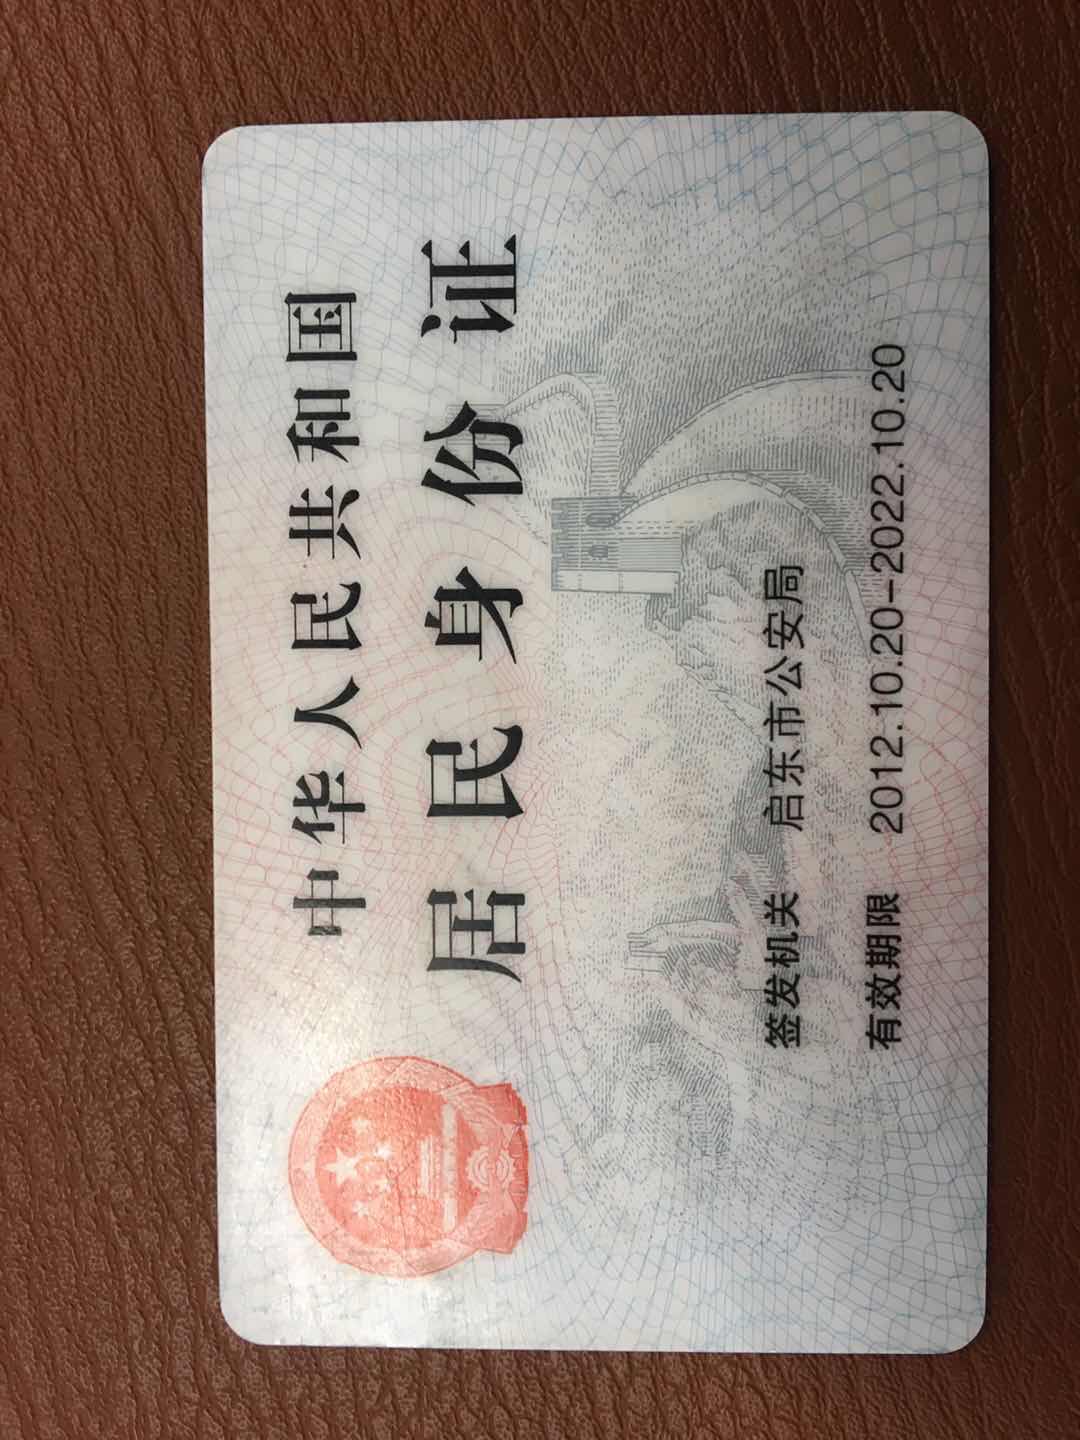 中华人民共和国
居民身份证
签发机关 启东市公安局
有效期限 2012.10.20-2022.10.20